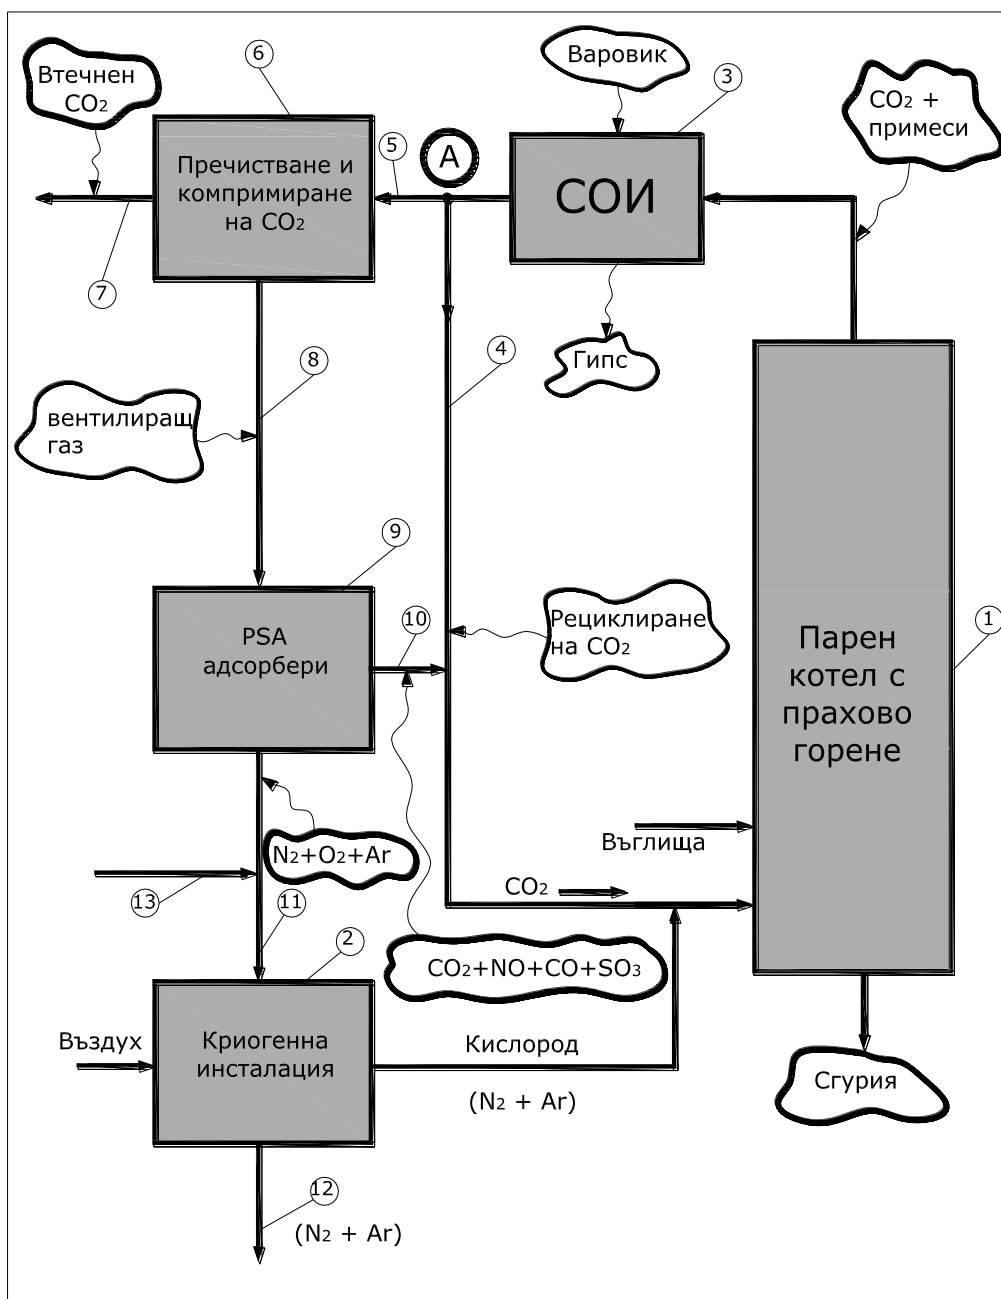 6
Втечнен
CO2
Варовик
3
CO2 +
примеси
Пречистване и
компримиране
на CO2
5
A
СОИ
7
8
4
Гипс
вентилиращ
газ
9
10
PSA
адсорбери
Рециклиране
на CO2
1
Парен
котел с
прахово
горене
N2+O2+Ar
Въглища
CO2
13
11
2
CO2+NO+CO+SO3
Въздух
Криогенна
инсталация
Кислород
(N2 + Ar)
Сгурия
12
(N2 + Ar)